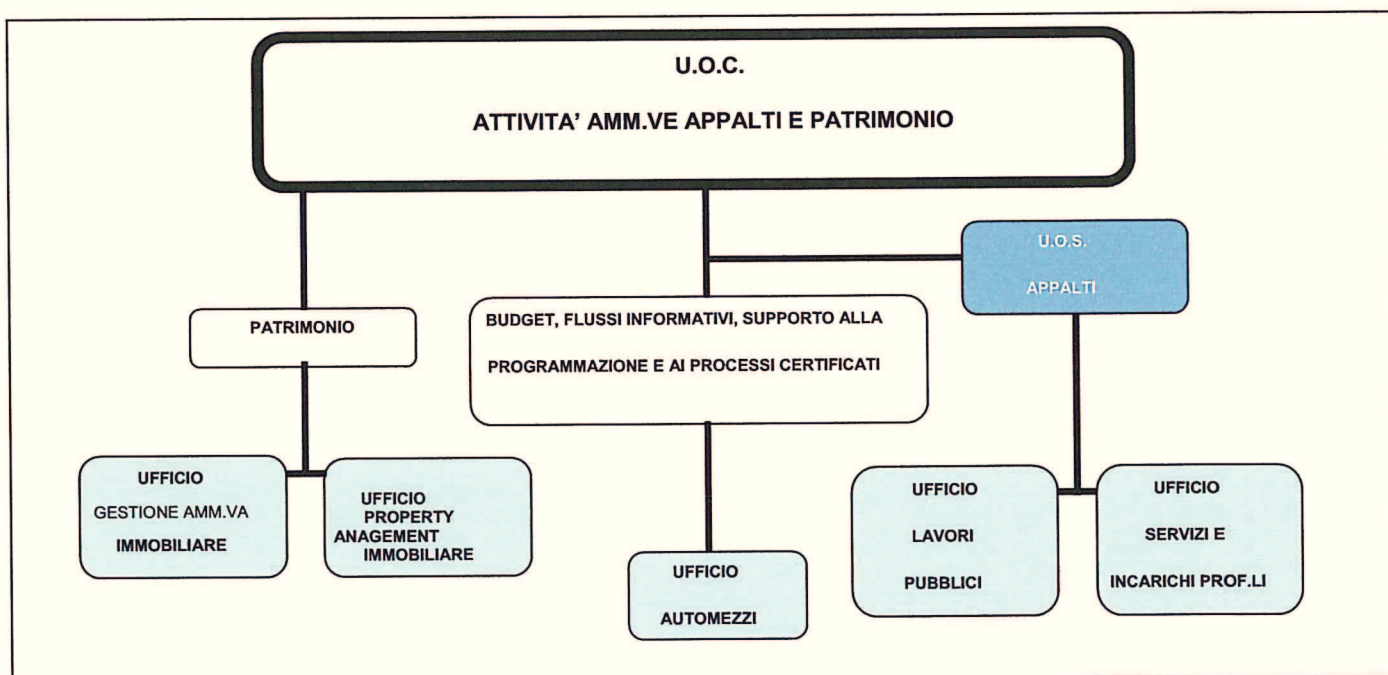 U.O.C.
ATTIVITA' AMM.VE APPALTI E PATRIMONIO
U.O.S.
APPALTI
PATRIMONIO
BUDGET, FLUSSI INFORMATIVI, SUPPORTO ALLA
PROGRAMMAZIONE E AI PROCESSI CERTIFICATI
UFFICIO
GESTIONE AMM.VA
IMMOBILIARE
UFFICIO
PROPERTY
ANAGEMENT
IMMOBILIARE
UFFICIO
AUTOMEZZI
UFFICIO
LAVORI
PUBBLICI
UFFICIO
SERVIZI E
INCARICHI PROF.LI